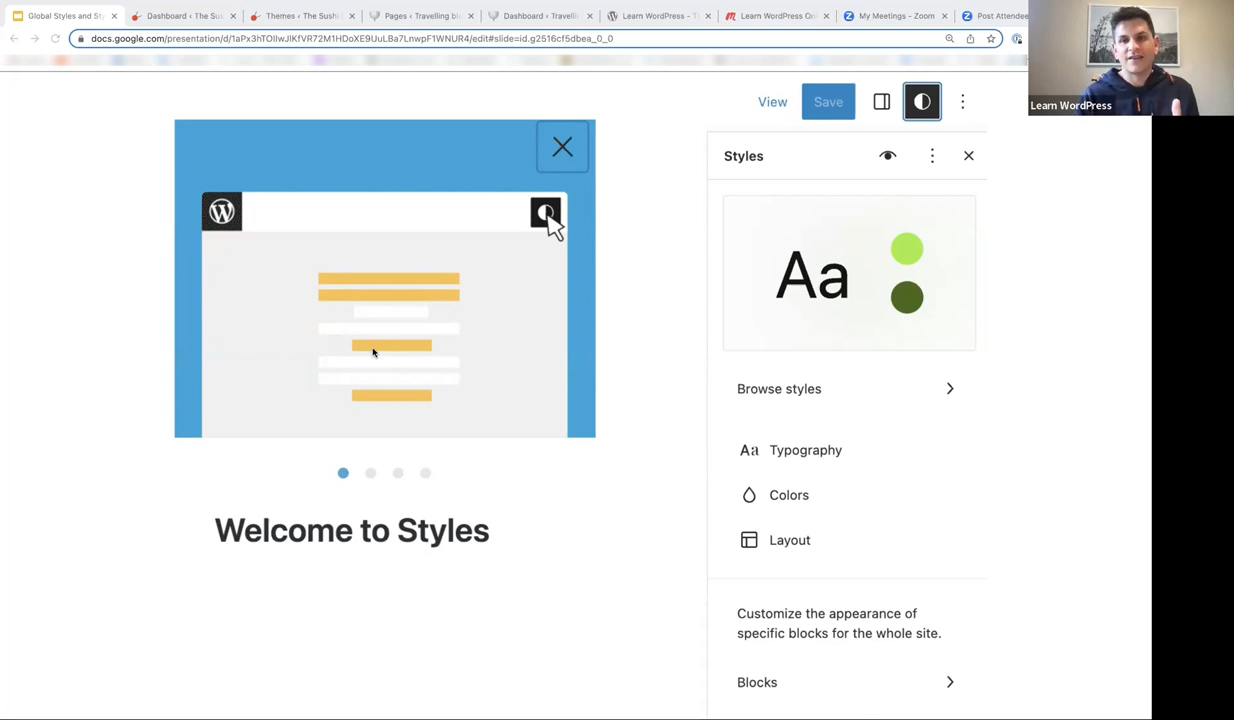 Global Styles and Sty
Dashboard ‹ The Sus
Themes ‹ The Sushi
Pages ‹ Travelling bl
Dashboard ‹ Travelli
Learn WordPress – T
Learn WordPress Onl
My Meetings - Zoom
Post Attendee
docs.google.com/presentation/d/1aPx3hTOIIwJiKfVR72M1HDoXE9UuLBa7LnwpF1WNUR4/edit#slide=id.g2516cf5dbea_0_0
Learn WordPress
View
Save
Styles
Aa
Browse styles
Aa Typography
Colors
Layout
Welcome to Styles
Customize the appearance of
specific blocks for the whole site.
Blocks